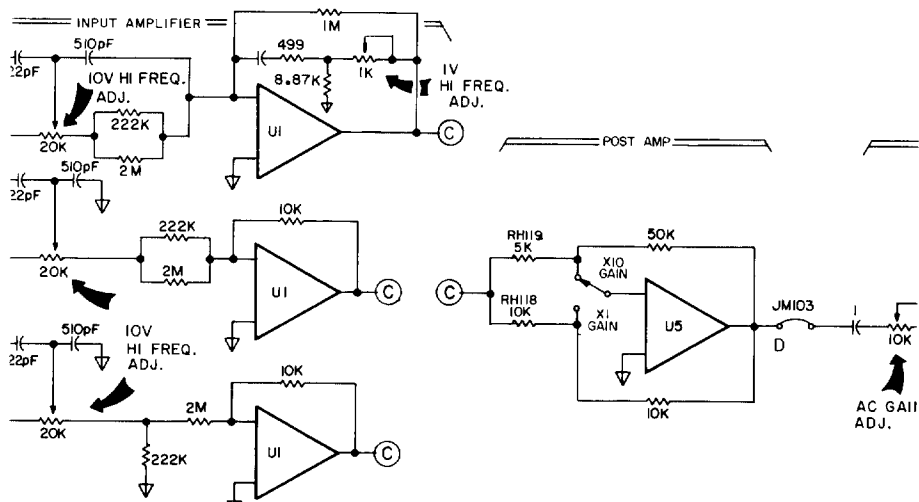 INPUT AMPLIFIER
1M
510pF
22pF
499
1K
1V
HI FREQ.
ADJ.
8.87K
10V HI FREQ.
ADJ.
222K
U1
C
20K
2M
POST AMP
510pF
22pF
10K
222K
20K
2M
U1
C
RH119
5K
50K
X10
GAIN
C
RH118
10K
X1
GAIN
U5
JM103
D
1
10K
10K
AC GAI
ADJ.
510pF
22pF
10V
HI FREQ.
ADJ.
10K
2M
20K
222K
U1
C